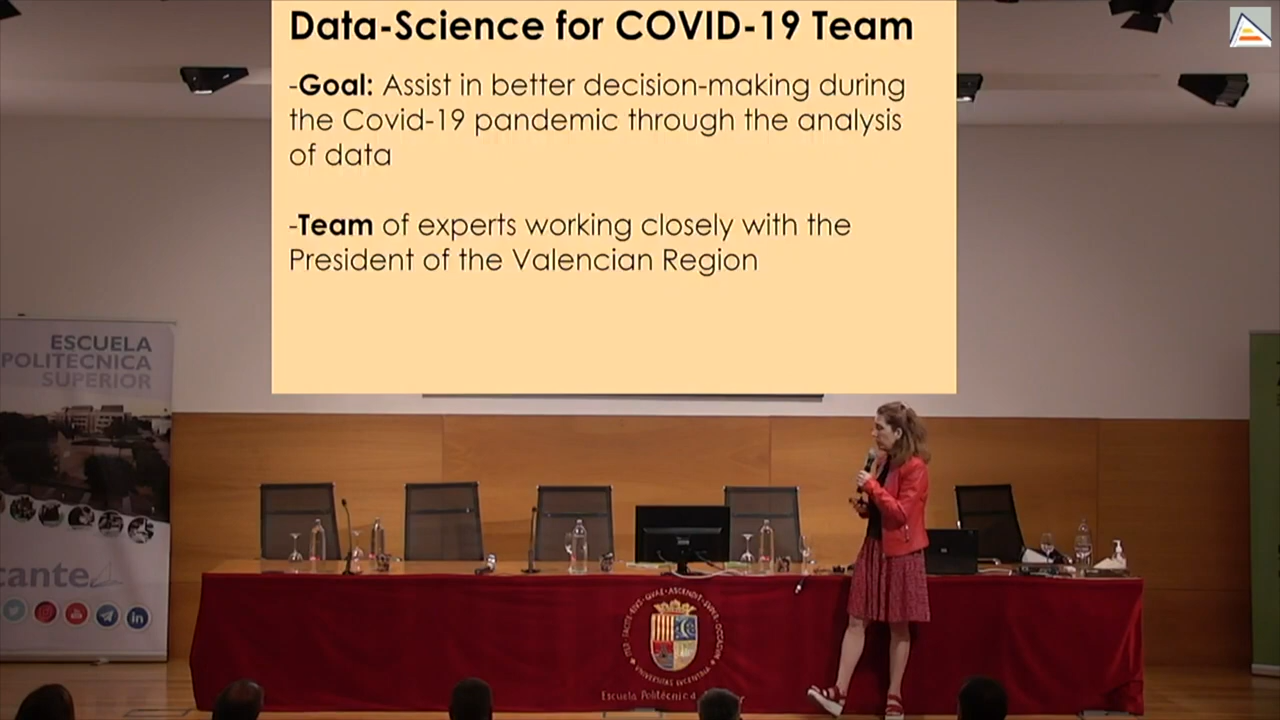 Data-Science for COVID-19 Team
-Goal: Assist in better decision-making during
the Covid-19 pandemic through the analysis
of data
-Team of experts working closely with the
President of the Valencian Region
ESCUELA
POLITECNICA
SUPERIOR
cante
Escuela Politécnica